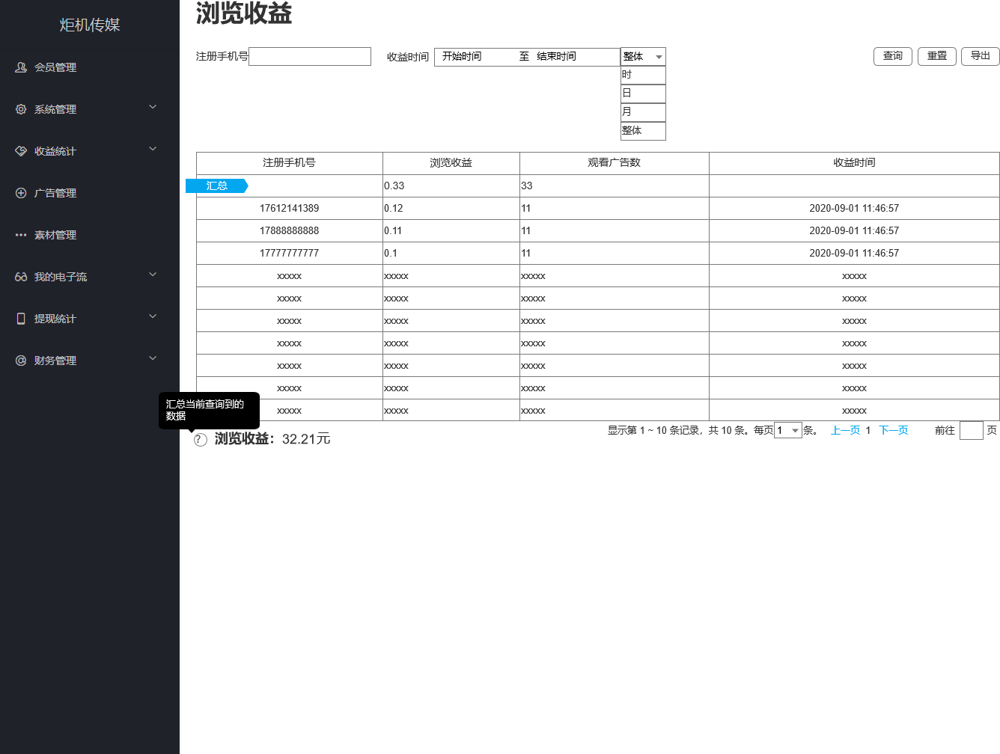 炬机传媒
会员管理
系统管理
收益统计
广告管理
素材管理
我的电子流
提现统计
财务管理
浏览收益
注册手机号 收益时间 开始时间 至 结束时间 整体 查询 重置 导出
时
日
月
整体
注册手机号 浏览收益 观看广告数 收益时间
汇总 0.33 33
17612141389 0.12 11 2020-09-01 11:46:57
17888888888 0.11 11 2020-09-01 11:46:57
17777777777 0.1 11 2020-09-01 11:46:57
xxxxx xxxxx xxxxx xxxxx
xxxxx xxxxx xxxxx xxxxx
xxxxx xxxxx xxxxx xxxxx
xxxxx xxxxx xxxxx xxxxx
xxxxx xxxxx xxxxx xxxxx
xxxxx xxxxx xxxxx xxxxx
xxxxx xxxxx xxxxx xxxxx
汇总当前查询到的
数据
? 浏览收益：32.21元
显示第 1 ~ 10 条记录，共 10 条。每页 1 条。 上一页 1 下一页 前往 页